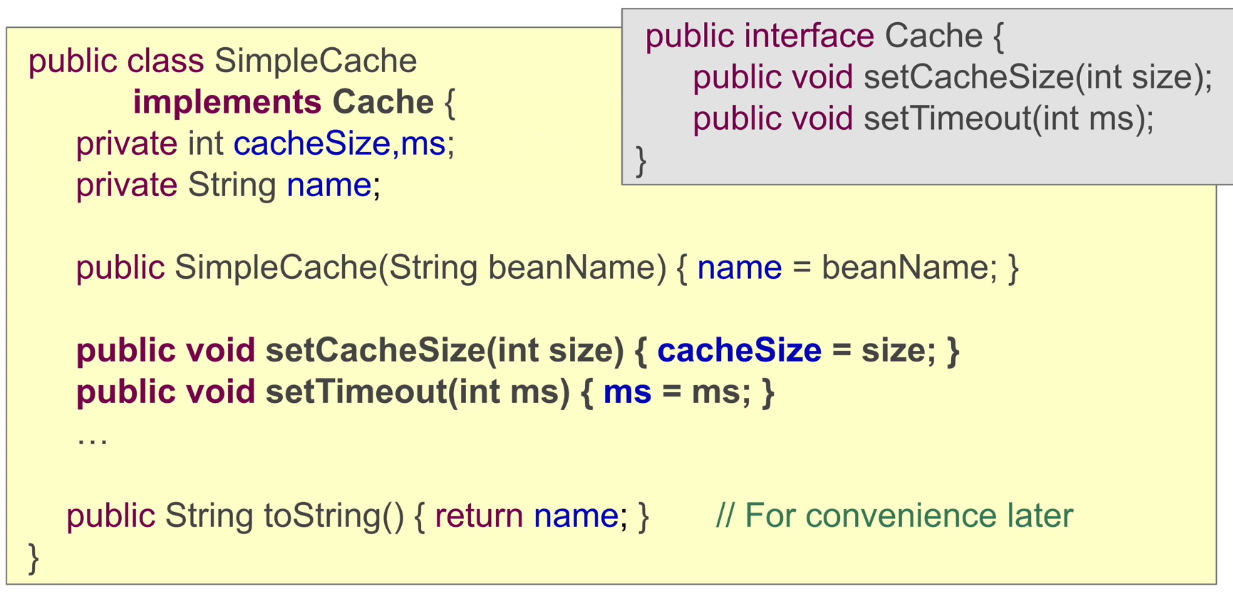 public interface Cache {
public void setCacheSize(int size);
public void setTimeout(int ms);
}
public class SimpleCache
implements Cache {
private int cacheSize,ms;
private String name;
public SimpleCache(String beanName) { name = beanName; }
public void setCacheSize(int size) { cacheSize = size; }
public void setTimeout(int ms) { ms = ms; }
…
public String toString() { return name; } // For convenience later
}